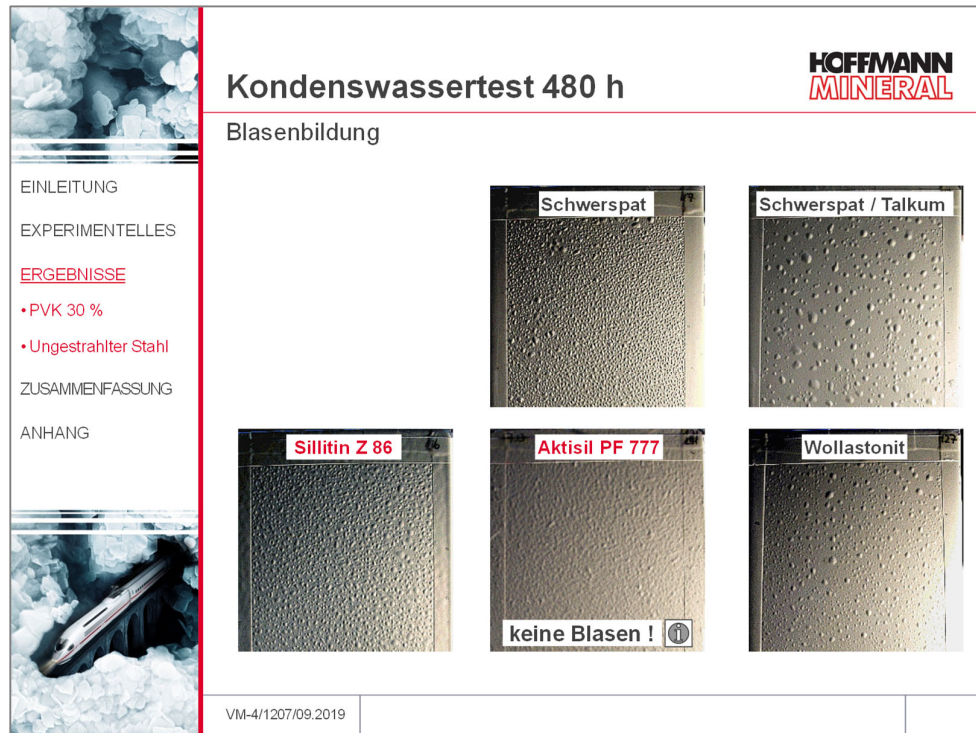 Kondenswassertest 480 h
HOFFMANN
MINERAL
Blasenbildung
EINLEITUNG
EXPERIMENTELLES
ERGEBNISSE
• PVK 30 %
• Ungestrahlter Stahl
ZUSAMMENFASSUNG
ANHANG
Schwerspat
Schwerspat / Talkum
Sillitin Z 86
Aktisil PF 777
Wollastonit
keine Blasen !
VM-4/1207/09.2019